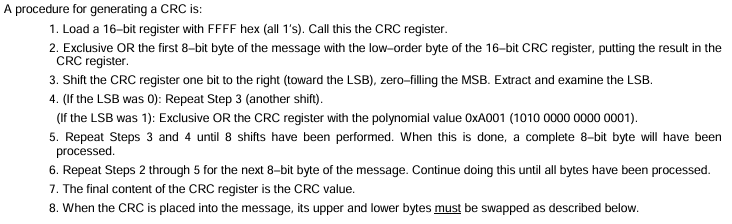 A procedure for generating a CRC is:
1. Load a 16–bit register with FFFF hex (all 1's). Call this the CRC register.
2. Exclusive OR the first 8–bit byte of the message with the low–order byte of the 16–bit CRC register, putting the result in the
CRC register.
3. Shift the CRC register one bit to the right (toward the LSB), zero–filling the MSB. Extract and examine the LSB.
4. (If the LSB was 0): Repeat Step 3 (another shift).
(If the LSB was 1): Exclusive OR the CRC register with the polynomial value 0xA001 (1010 0000 0000 0001).
5. Repeat Steps 3 and 4 until 8 shifts have been performed. When this is done, a complete 8–bit byte will have been
processed.
6. Repeat Steps 2 through 5 for the next 8–bit byte of the message. Continue doing this until all bytes have been processed.
7. The final content of the CRC register is the CRC value.
8. When the CRC is placed into the message, its upper and lower bytes must be swapped as described below.